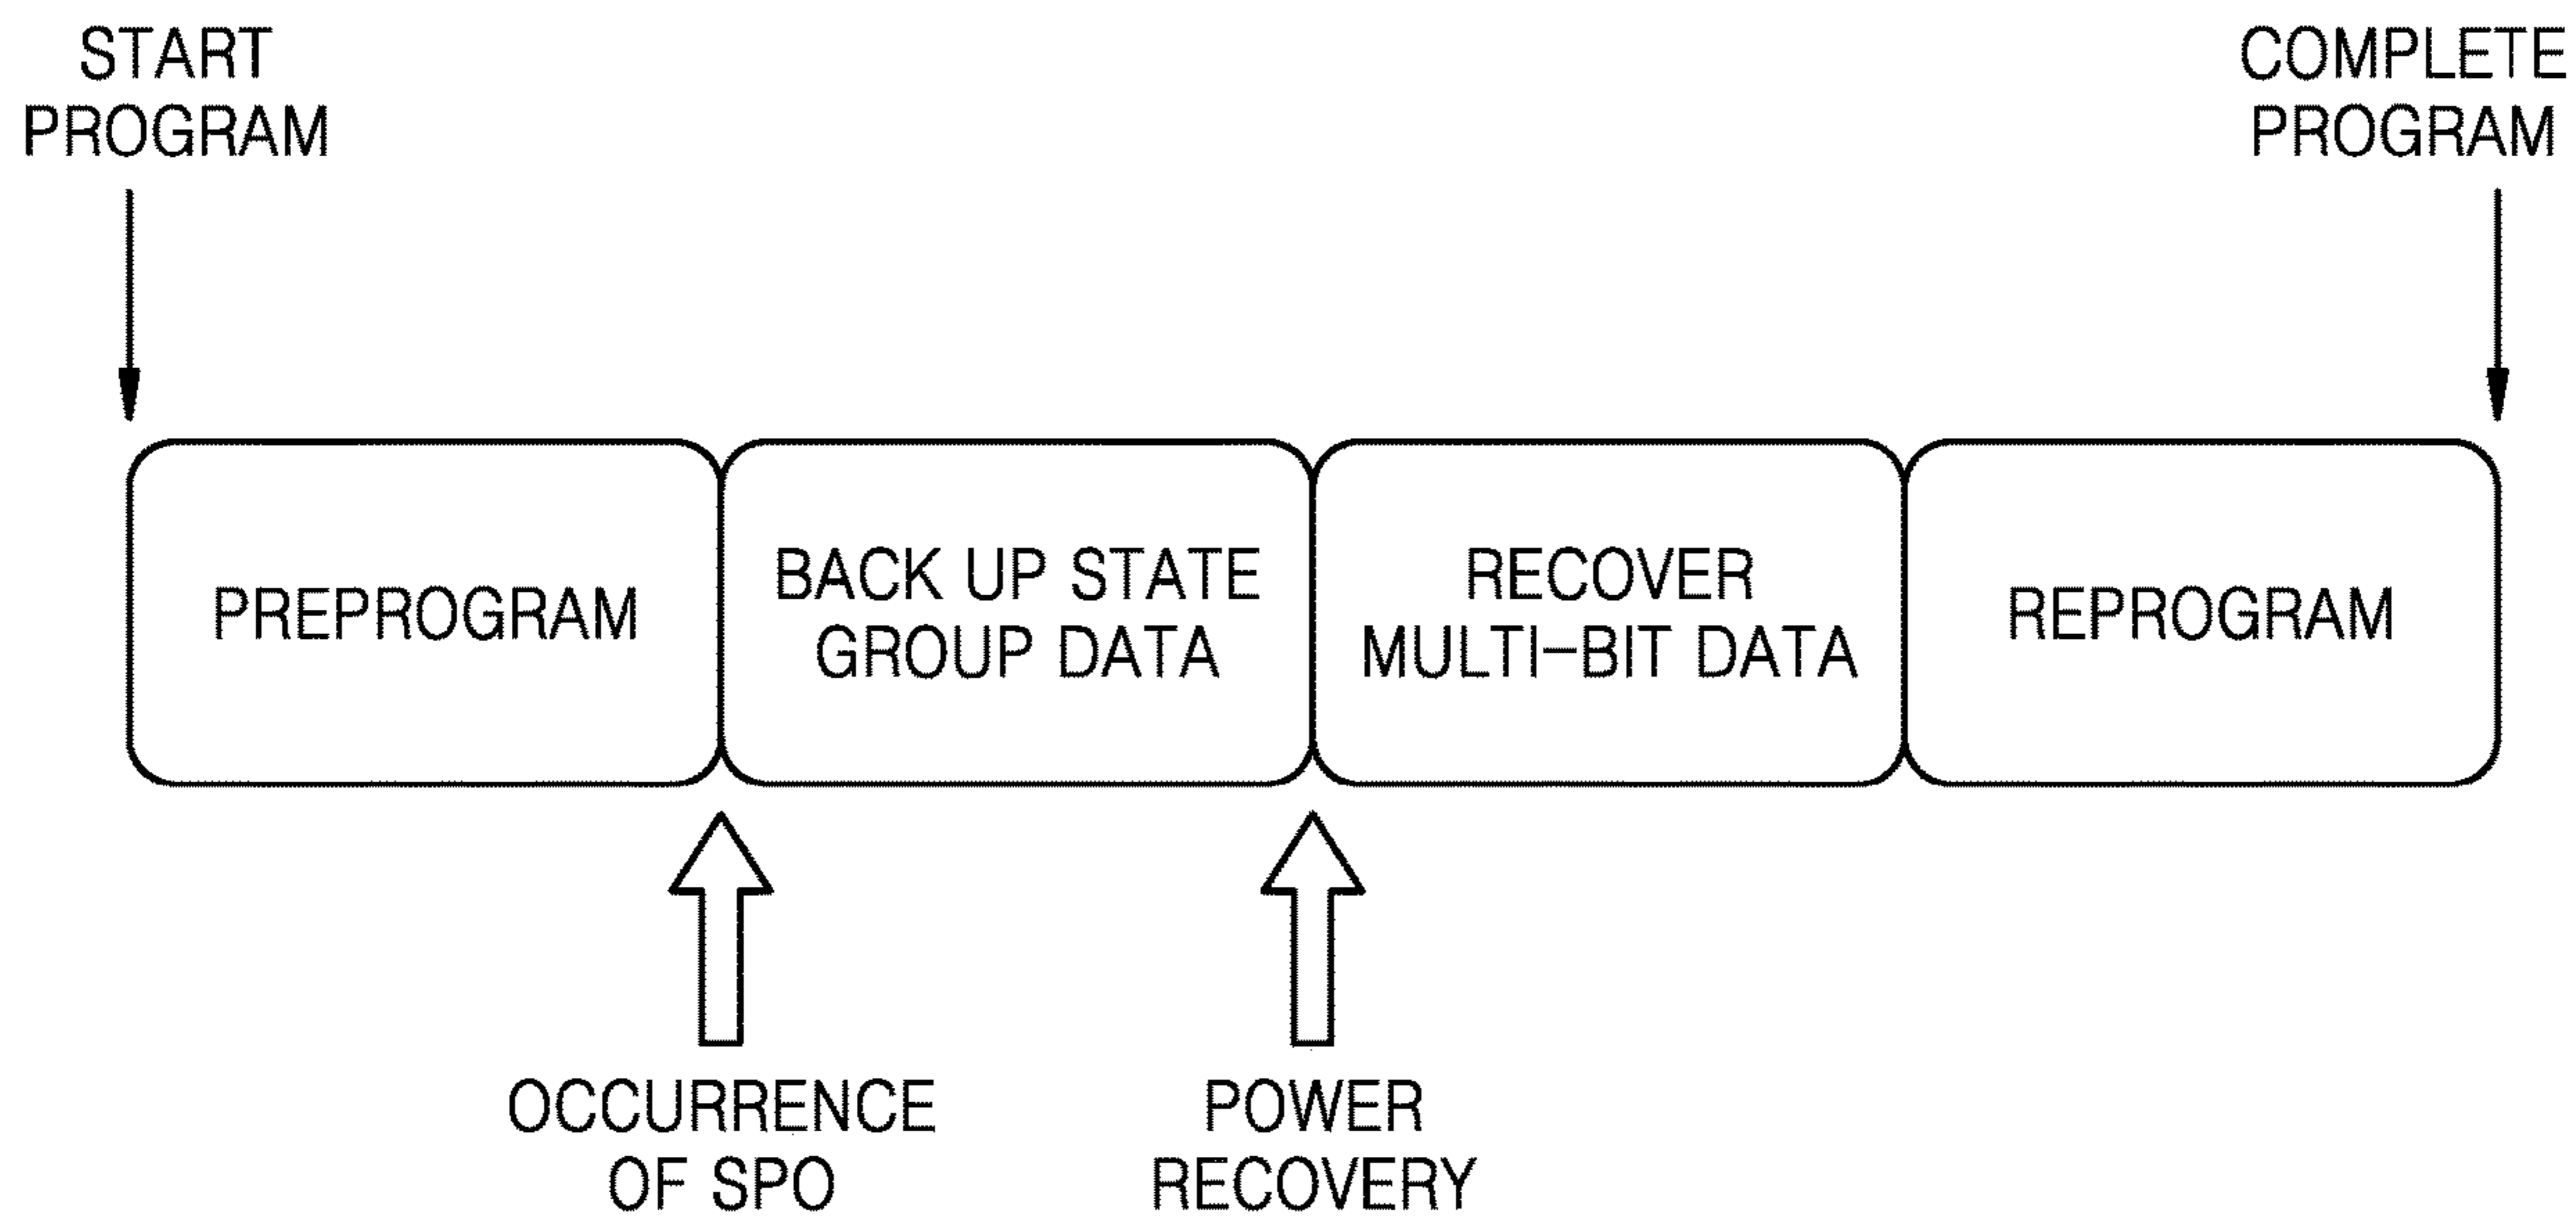 START
PROGRAM
COMPLETE
PROGRAM
PREPROGRAM
BACK UP STATE
GROUP DATA
RECOVER
MULTI-BIT DATA
REPROGRAM
OCCURRENCE
OF SPO
POWER
RECOVERY